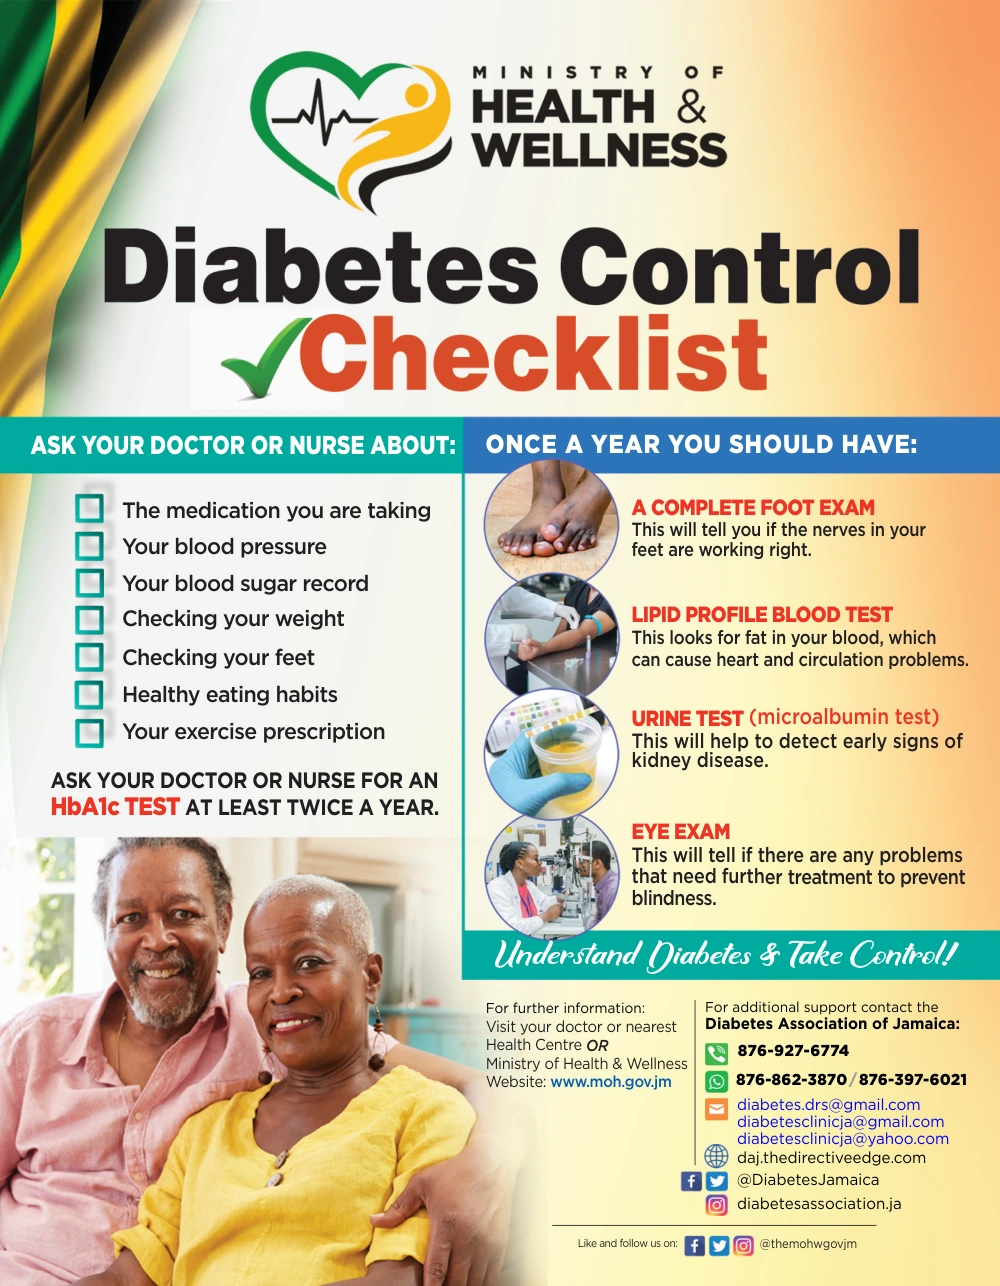 MINISTRY OF
HEALTH &
WELLNESS
Diabetes Control
Checklist
ASK YOUR DOCTOR OR NURSE ABOUT:
The medication you are taking
Your blood pressure
Your blood sugar record
Checking your weight
Checking your feet
Healthy eating habits
Your exercise prescription
ASK YOUR DOCTOR OR NURSE FOR AN
HbA1c TEST AT LEAST TWICE A YEAR.
ONCE A YEAR YOU SHOULD HAVE:
A COMPLETE FOOT EXAM
This will tell you if the nerves in your
feet are working right.
LIPID PROFILE BLOOD TEST
This looks for fat in your blood, which
can cause heart and circulation problems.
URINE TEST (microalbumin test)
This will help to detect early signs of
kidney disease.
EYE EXAM
This will tell if there are any problems
that need further treatment to prevent
blindness.
Understand Diabetes & Take Control!
For further information:
Visit your doctor or nearest
Health Centre OR
Ministry of Health & Wellness
Website: www.moh.gov.jm
For additional support contact the
Diabetes Association of Jamaica:
876-927-6774
876-862-3870 / 876-397-6021
diabetes.drs@gmail.com
diabetesclinicja@gmail.com
diabetesclinicja@yahoo.com
daj.thedirectiveedge.com
@DiabetesJamaica
diabetesassociation.ja
Like and follow us on: @themohwgovjm